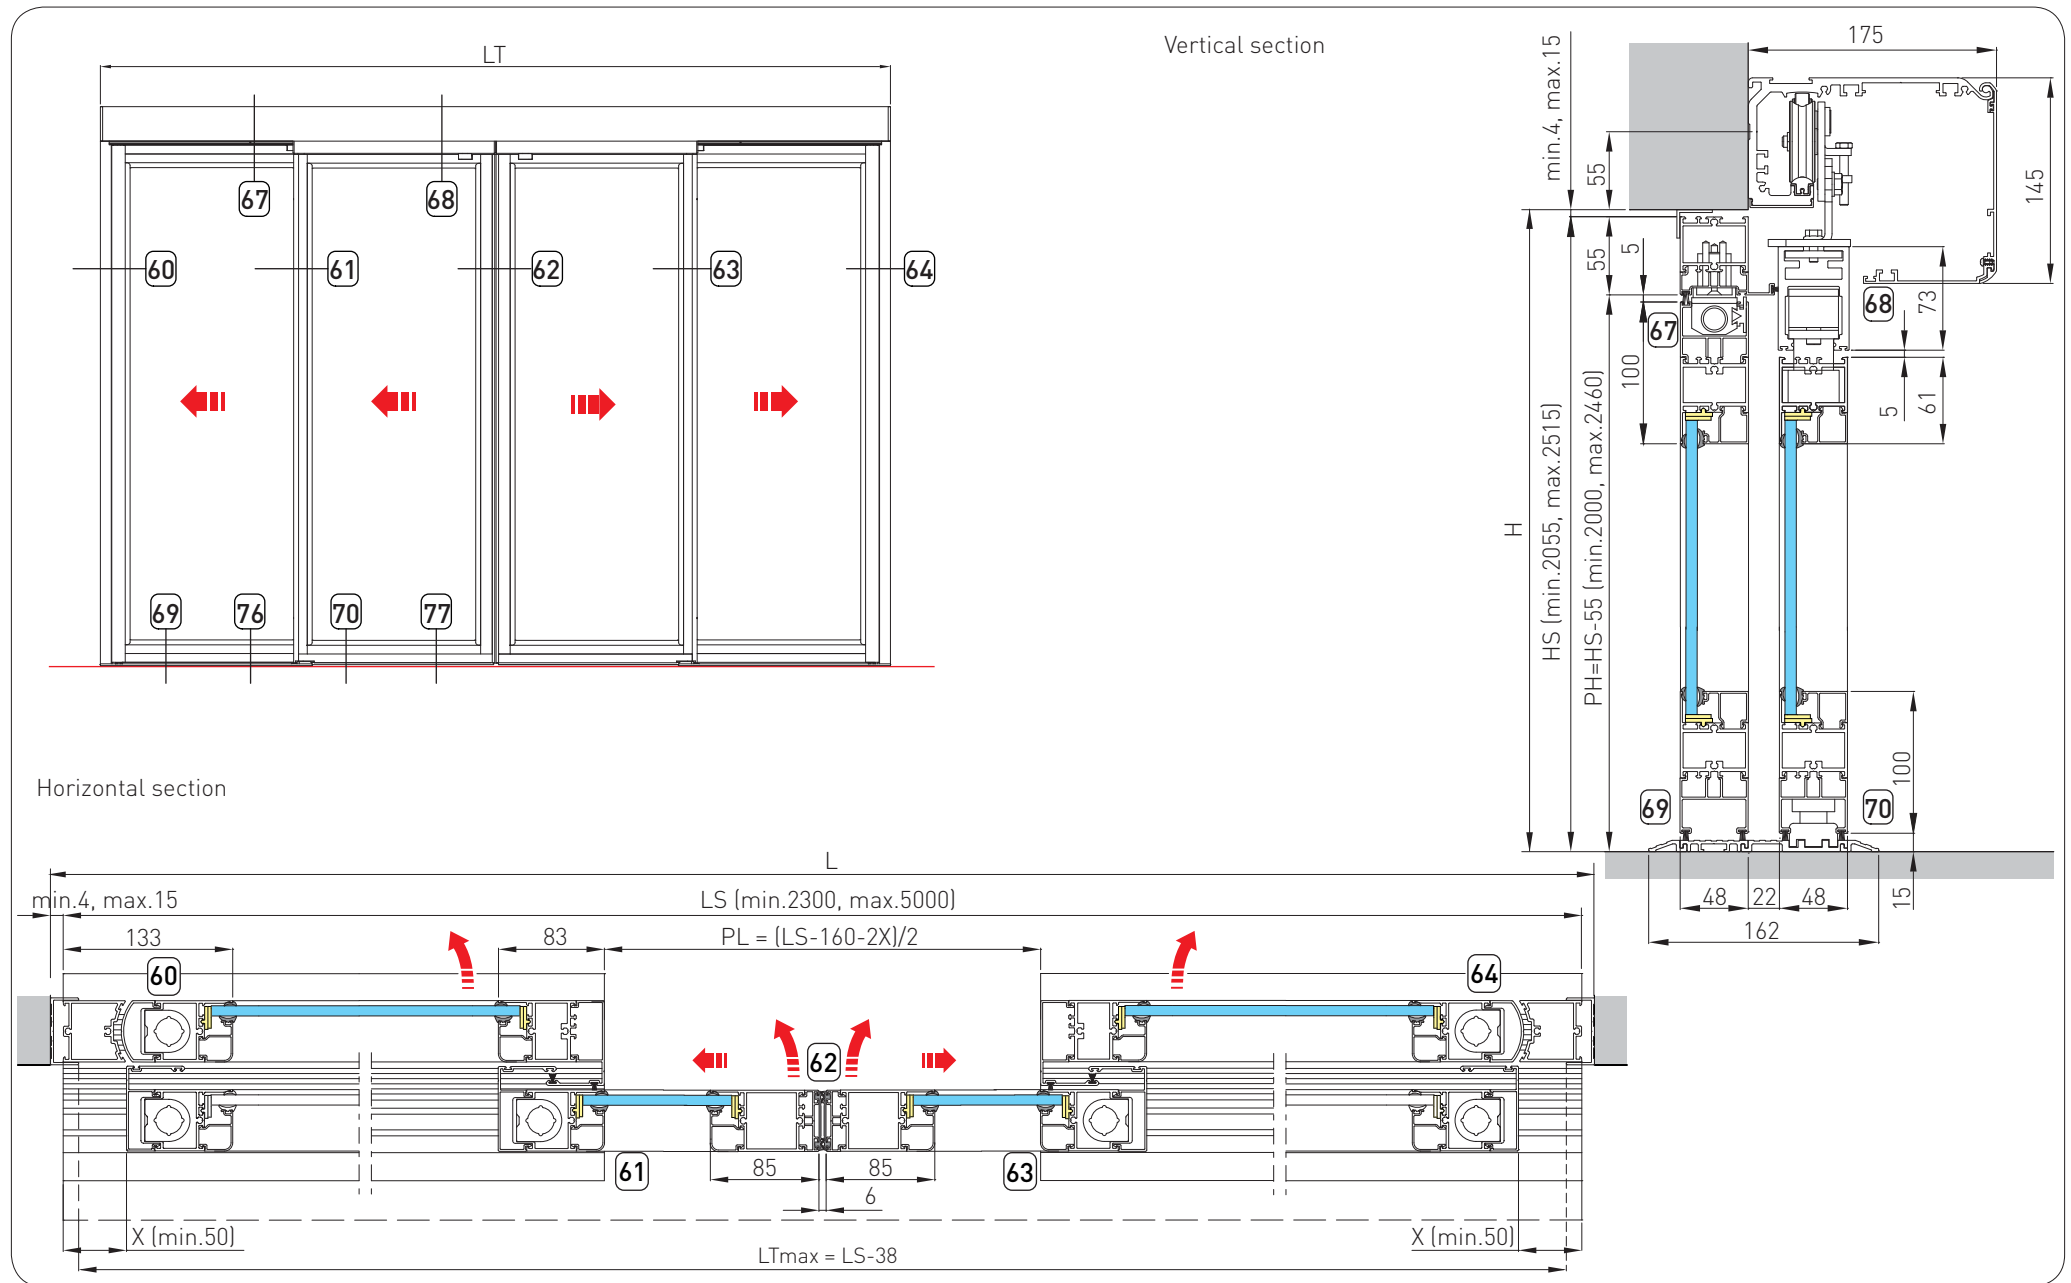 LT
67
68
60
61
62
63
64
69
76
70
77
Vertical section
175
min.4, max.15
55
145
55
5
67
68
73
100
5
61
H
HS (min.2055, max.2515)
PH=HS-55 (min.2000, max.2460)
69
70
100
15
48
22
48
162
Horizontal section
L
min.4, max.15
LS (min.2300, max.5000)
133
83
PL = (LS-160-2X)/2
60
64
62
61
63
85
85
6
X (min.50)
X (min.50)
LTmax = LS-38